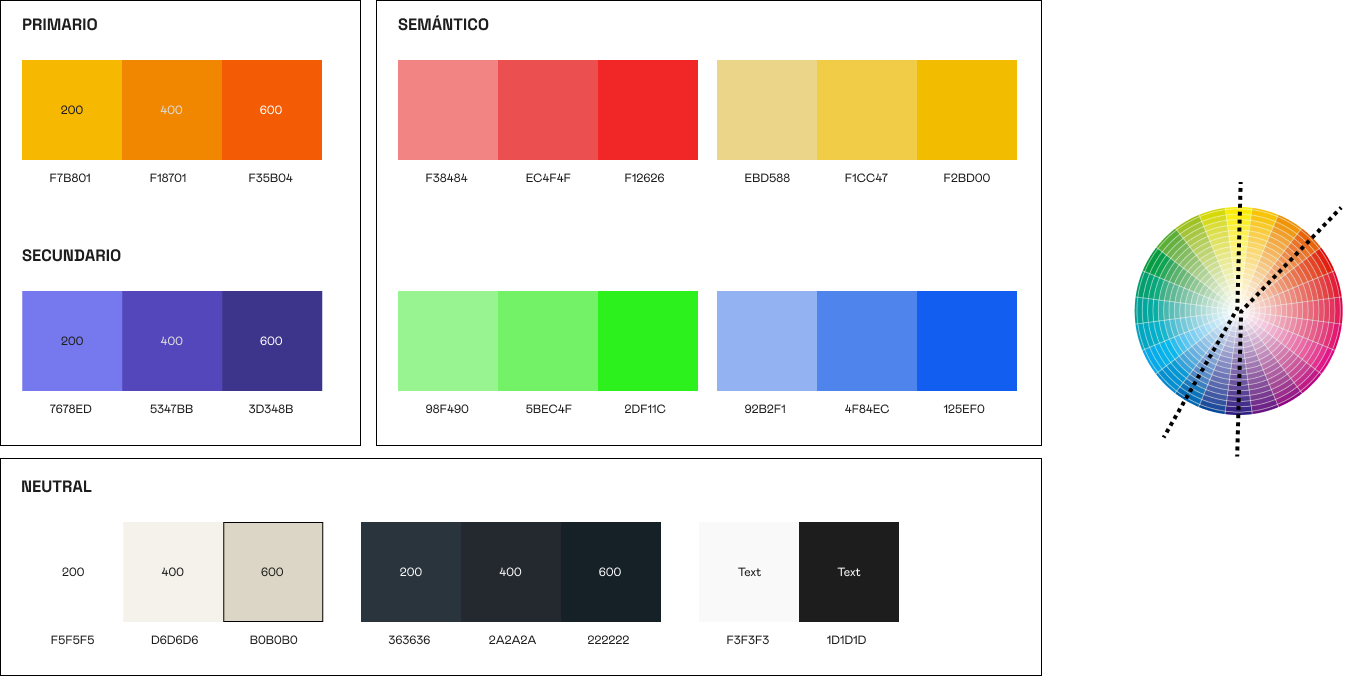 PRIMARIO
200 400 600
F7B801 F18701 F35B04
SECUNDARIO
200 400 600
7678ED 5347BB 3D348B
SEMÁNTICO
F38484 EC4F4F F12626 EBD588 F1CC47 F2BD00
98F490 5BEC4F 2DF11C 92B2F1 4F84EC 125EF0
NEUTRAL
200 400 600 200 400 600 Text Text
F5F5F5 D6D6D6 B0B0B0 363636 2A2A2A 222222 F3F3F3 1D1D1D